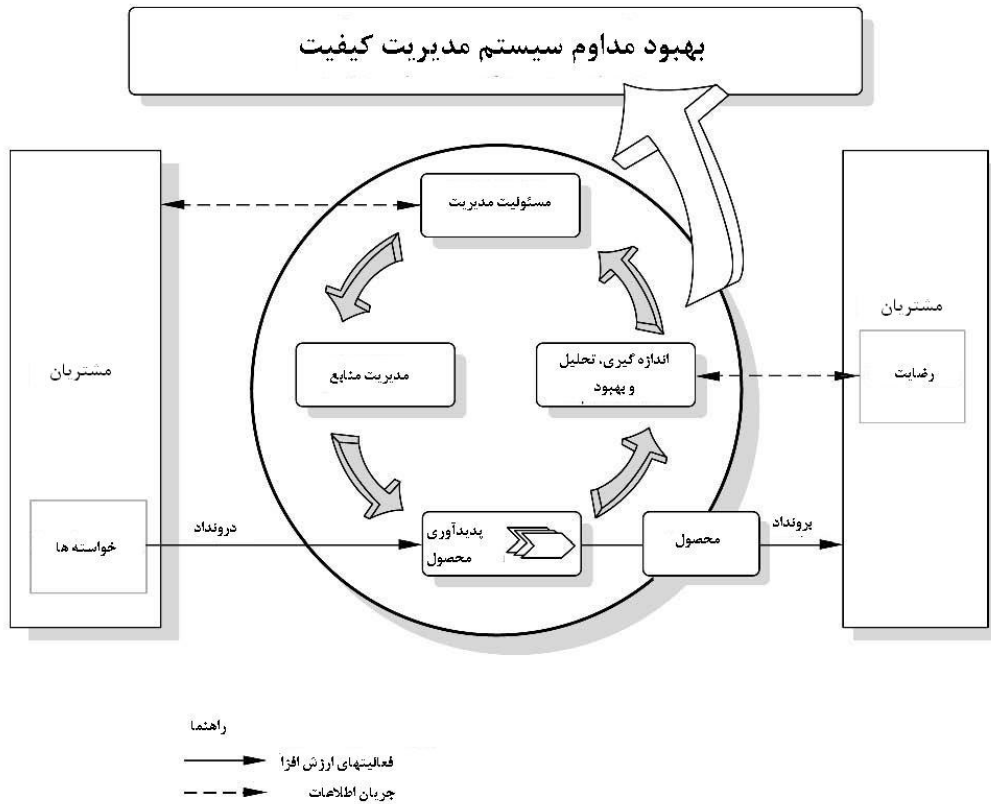 بهبود مداوم سیستم مدیریت کیفیت
مسئولیت مدیریت
مشتریان
رضایت
اندازه گیری، تحلیل
و بهبود
مدیریت منابع
مشتریان
خواسته ها
درونداد
پدیدآوری
محصول
محصول
برونداد
راهنما
فعالیتهای ارزش افزا
جریان اطلاعات